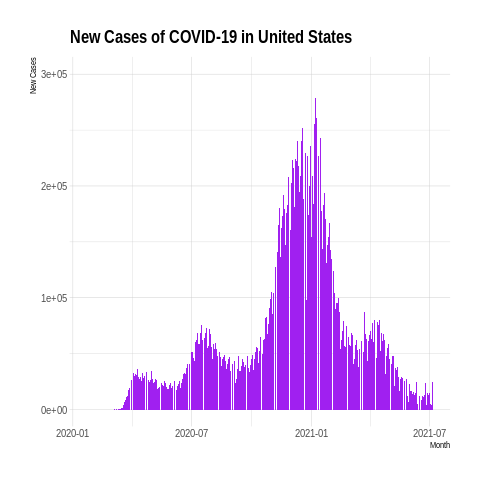 New Cases of COVID-19 in United States
New Cases
3e+05
2e+05
1e+05
0e+00
2020-01 2020-07 2021-01 2021-07
Month